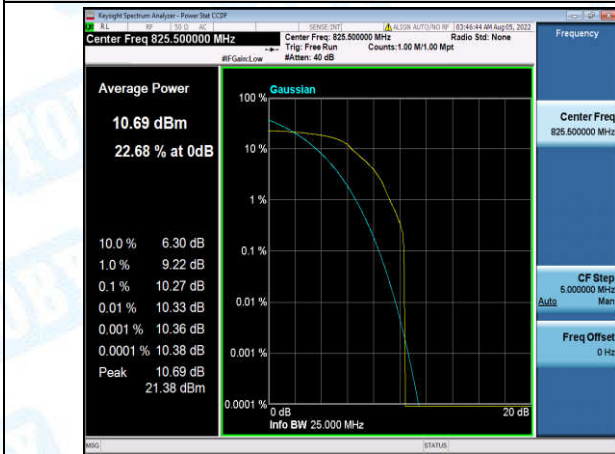 Keysight Spectrum Analyzer - Power Stat CCDF
RL RF 50 Ω AC SENSE:INT ALIGN AUTO/NO RF 03:46:44 AM Aug 05, 2022
Center Freq 825.500000 MHz
Center Freq: 825.500000 MHz Radio Std: None
Trig: Free Run Counts:1.00 M/1.00 Mpt
#IFGain:Low #Atten: 40 dB
Frequency
Average Power
10.69 dBm
22.68 % at 0dB
10.0 % 6.30 dB
1.0 % 9.22 dB
0.1 % 10.27 dB
0.01 % 10.33 dB
0.001 % 10.36 dB
0.0001 % 10.38 dB
Peak 10.69 dB
21.38 dBm
Gaussian
100 %
10 %
1 %
0.1 %
0.01 %
0.001 %
0.0001 %
0 dB 20 dB
Info BW 25.000 MHz
Center Freq
825.500000 MHz
CF Step
5.000000 MHz
Auto Man
Freq Offset
0 Hz
MSG STATUS